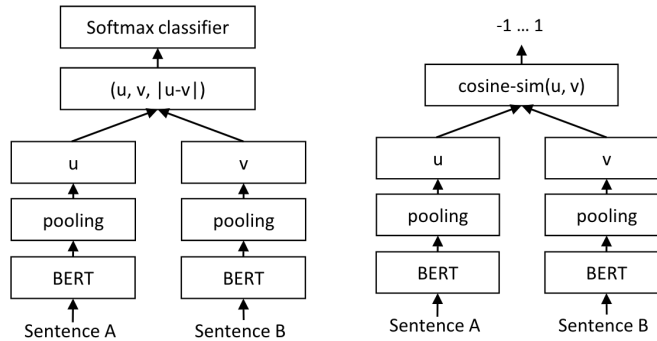 Softmax classifier
(u, v, |u-v|)
u
v
pooling
pooling
BERT
BERT
Sentence A
Sentence B
-1 … 1
cosine-sim(u, v)
u
v
pooling
pooling
BERT
BERT
Sentence A
Sentence B